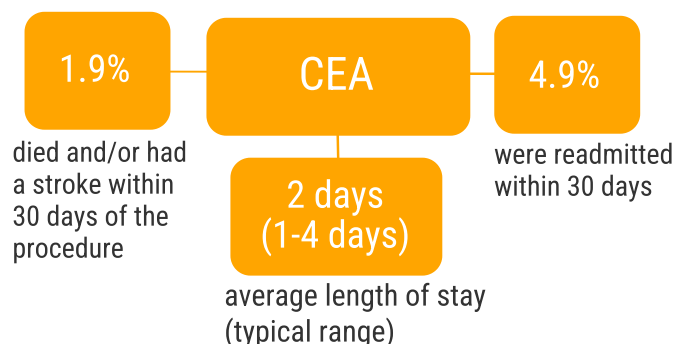 1.9%
CEA
4.9%
died and/or had
a stroke within
30 days of the
procedure
were readmitted
within 30 days
2 days
(1-4 days)
average length of stay
(typical range)